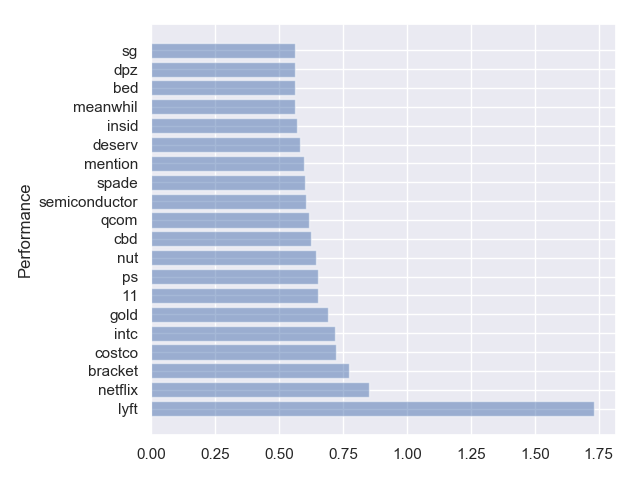 sg
dpz
bed
meanwhil
insid
deserv
mention
spade
semiconductor
qcom
cbd
nut
ps
11
gold
intc
costco
bracket
netflix
lyft
Performance
0.00 0.25 0.50 0.75 1.00 1.25 1.50 1.75